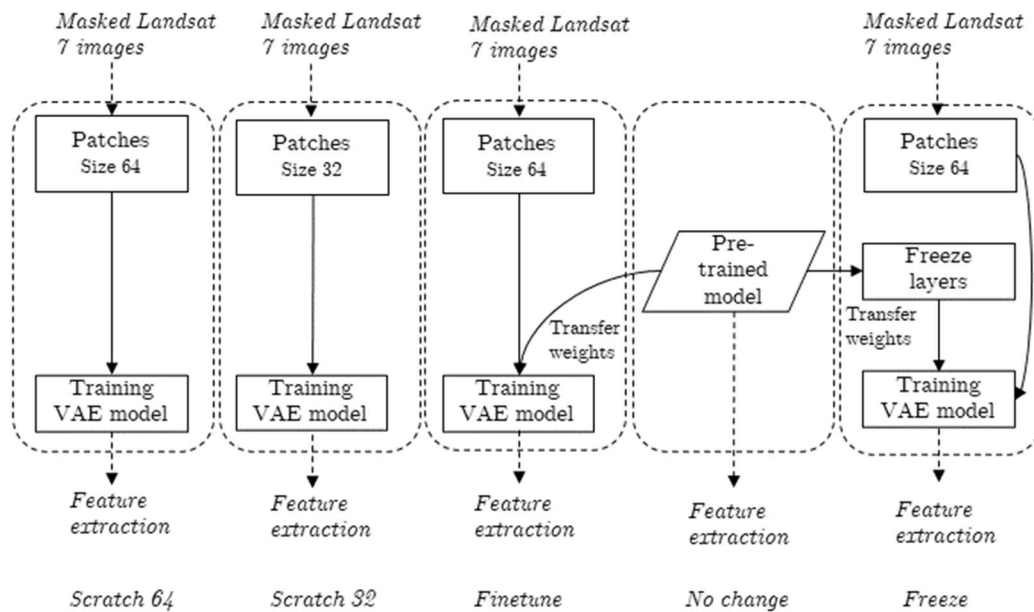 Masked Landsat
7 images
Masked Landsat
7 images
Masked Landsat
7 images
Masked Landsat
7 images
Patches
Size 64
Patches
Size 32
Patches
Size 64
Patches
Size 64
Pre-
trained
model
Freeze
layers
Transfer
weights
Transfer
weights
Training
VAE model
Training
VAE model
Training
VAE model
Training
VAE model
Feature
extraction
Feature
extraction
Feature
extraction
Feature
extraction
Feature
extraction
Scratch 64
Scratch 32
Finetune
No change
Freeze